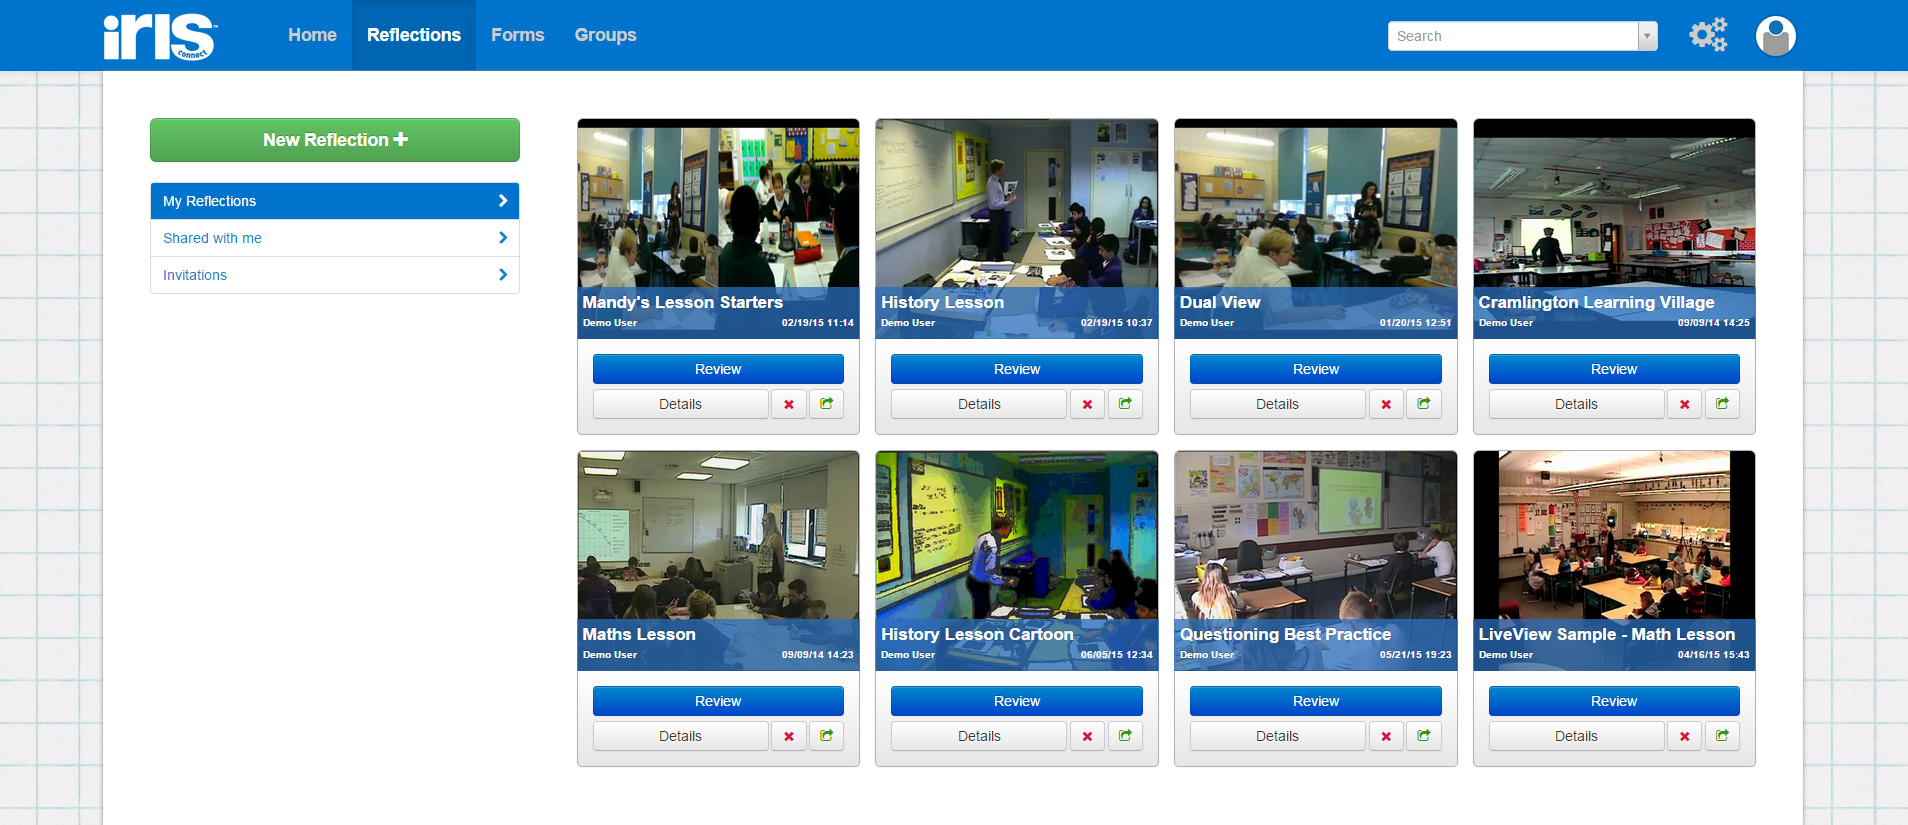 iris connect™
Home Reflections Forms Groups
Search
New Reflection
My Reflections
Shared with me
Invitations
Mandy's Lesson Starters
Demo User 02/19/15 11:14
Review
Details
History Lesson
Demo User 02/19/15 10:37
Review
Details
Dual View
Demo User 01/20/15 12:51
Review
Details
Cramlington Learning Village
Demo User 09/09/14 14:25
Review
Details
Maths Lesson
Demo User 09/09/14 14:23
Review
Details
History Lesson Cartoon
Demo User 06/05/15 12:34
Review
Details
Questioning Best Practice
Demo User 05/21/15 19:23
Review
Details
LiveView Sample - Math Lesson
Demo User 04/16/15 15:43
Review
Details